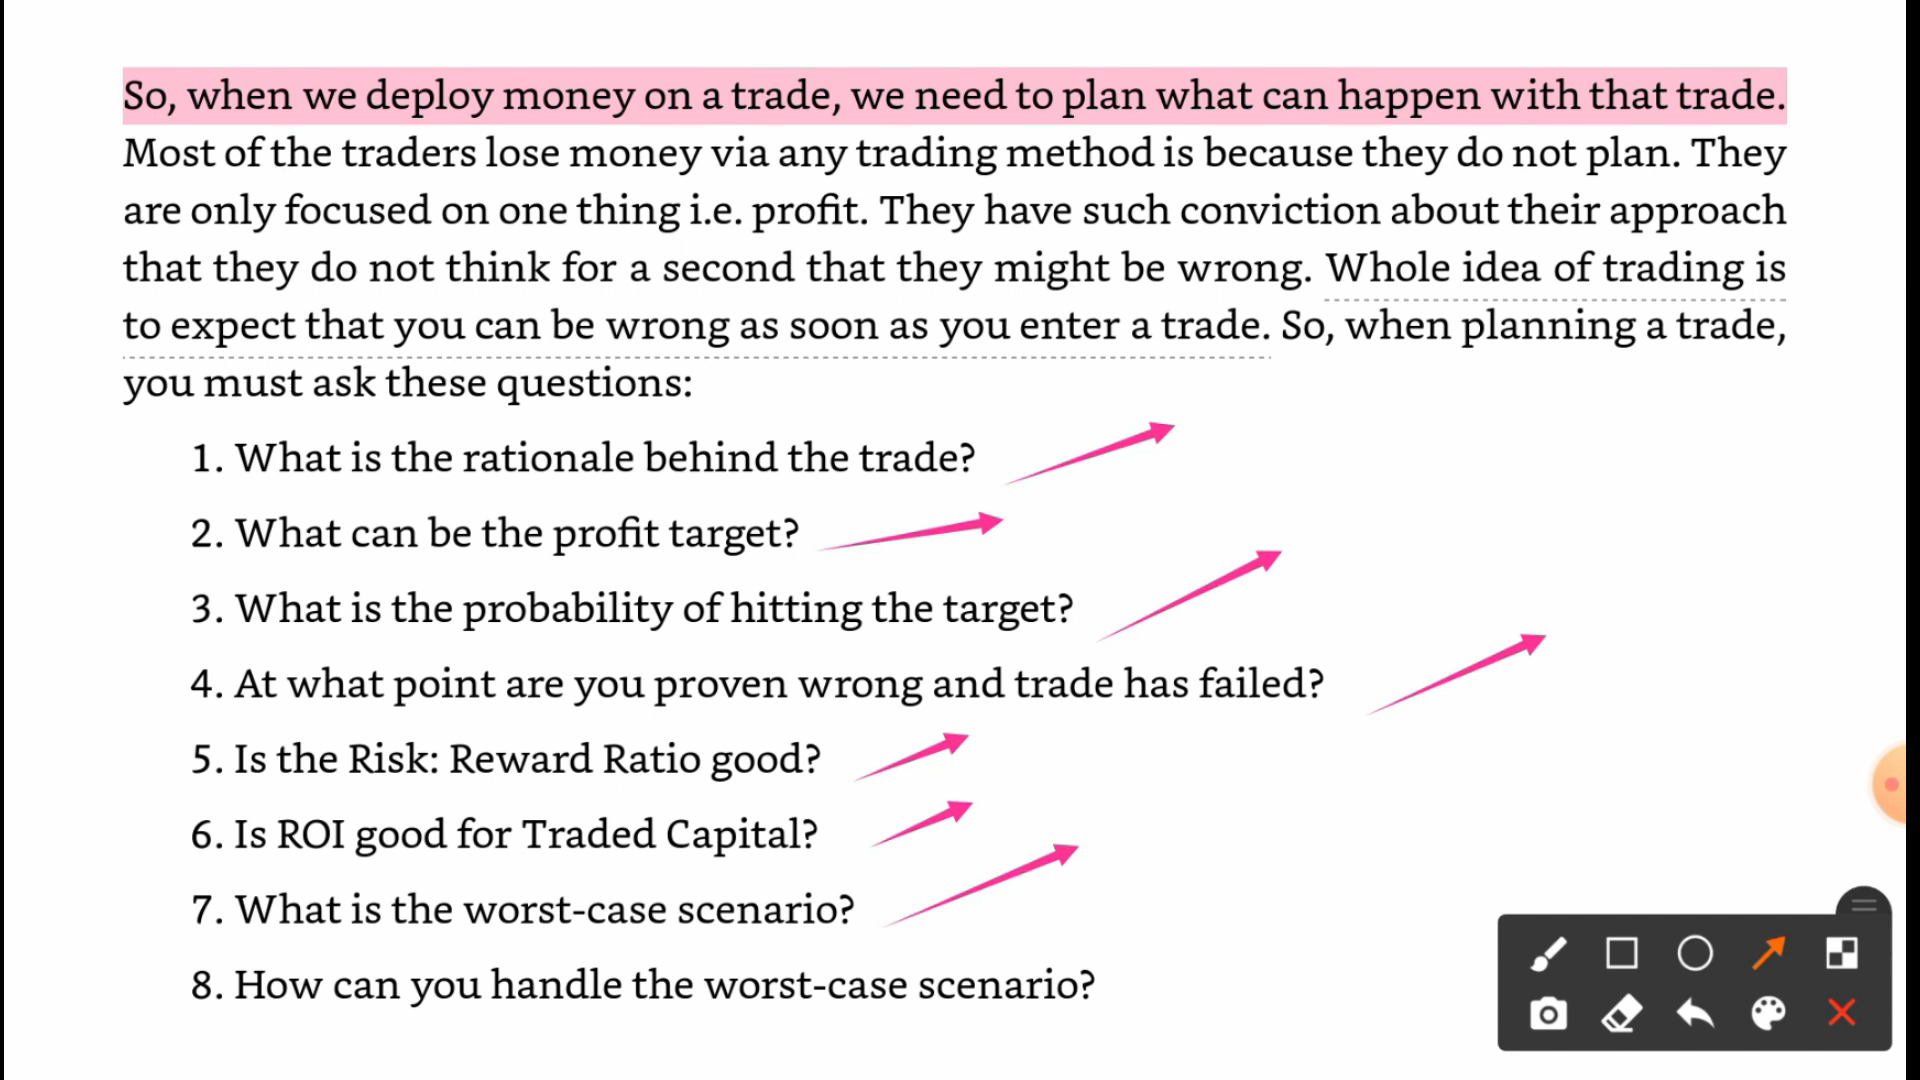 So, when we deploy money on a trade, we need to plan what can happen with that trade.
Most of the traders lose money via any trading method is because they do not plan. They
are only focused on one thing i.e. profit. They have such conviction about their approach
that they do not think for a second that they might be wrong. Whole idea of trading is
to expect that you can be wrong as soon as you enter a trade. So, when planning a trade,
you must ask these questions:
1. What is the rationale behind the trade?
2. What can be the profit target?
3. What is the probability of hitting the target?
4. At what point are you proven wrong and trade has failed?
5. Is the Risk: Reward Ratio good?
6. Is ROI good for Traded Capital?
7. What is the worst-case scenario?
8. How can you handle the worst-case scenario?